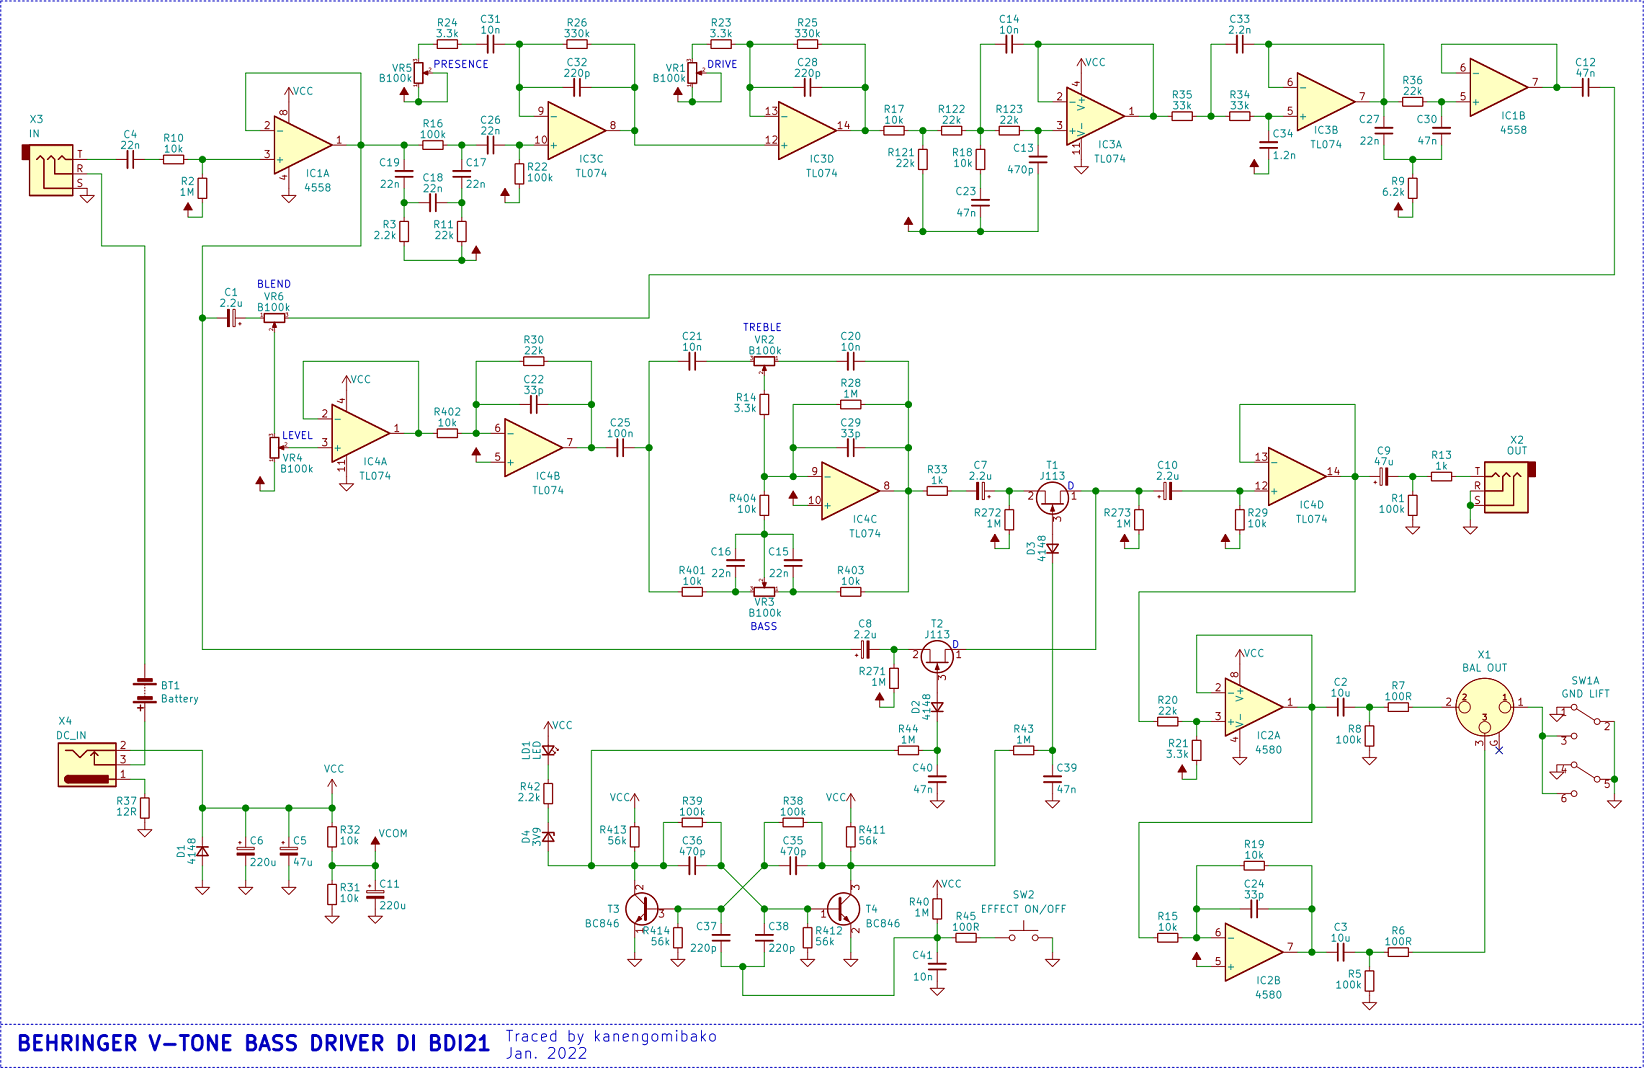 R24
3.3k
C31
10n
R26
330k
R23
3.3k
R25
330k
C14
10n
C33
2.2n
VR5
B100k
PRESENCE
C32
220p
VR1
B100k
DRIVE
C28
220p
VCC
4
2
3
1
11
V+
V-
IC3A
TL074
R35
33k
R34
33k
6
5
7
IC3B
TL074
R36
22k
6
5
7
IC1B
4558
C12
47n
X3
IN
T
R
S
C4
22n
R10
10k
R2
1M
VCC
8
2
3
1
4
IC1A
4558
R16
100k
C26
22n
C19
22n
C17
22n
C18
22n
R3
2.2k
R11
22k
R22
100k
9
10
8
IC3C
TL074
13
12
14
IC3D
TL074
R17
10k
R122
22k
R123
22k
R121
22k
R18
10k
C13
470p
C23
47n
C34
1.2n
C27
22n
C30
47n
R9
6.2k
BLEND
C1
2.2u
VR6
B100k
LEVEL
VR4
B100k
VCC
4
2
3
1
11
IC4A
TL074
R402
10k
R30
22k
C22
33p
6
5
7
IC4B
TL074
C25
100n
C21
10n
TREBLE
VR2
B100k
C20
10n
R14
3.3k
R28
1M
C29
33p
9
10
8
IC4C
TL074
R404
10k
C16
22n
C15
22n
R401
10k
R403
10k
VR3
B100k
BASS
R33
1k
C7
2.2u
R272
1M
T1
J113
D
2
1
3
D3
4148
R273
1M
C10
2.2u
R29
10k
13
12
14
IC4D
TL074
C9
47u
R13
1k
R1
100k
X2
OUT
T
R
S
C8
2.2u
R271
1M
T2
J113
D
2
1
3
D2
4148
R44
1M
R43
1M
C40
47n
C39
47n
BT1
Battery
X4
DC_IN
2
3
1
R37
12R
D1
4148
C6
220u
C5
47u
VCC
R32
10k
R31
10k
VCOM
C11
220u
VCC
LD1
LED
R42
2.2k
D4
3V9
VCC
R413
56k
R39
100k
C36
470p
R38
100k
C35
470p
VCC
R411
56k
T3
BC846
2
3
1
R414
56k
C37
220p
C38
220p
R412
56k
T4
BC846
3
1
2
VCC
R40
1M
R45
100R
SW2
EFFECT ON/OFF
C41
10n
R20
22k
R21
3.3k
VCC
8
2
3
1
4
V+
V-
IC2A
4580
C2
10u
R7
100R
R8
100k
X1
BAL OUT
2
1
3
G
SW1A
GND LIFT
1
2
3
4
5
6
R19
10k
C24
33p
R15
10k
6
5
7
IC2B
4580
C3
10u
R6
100R
R5
100k
BEHRINGER V-TONE BASS DRIVER DI BDI21
Traced by kanengomibako
Jan. 2022